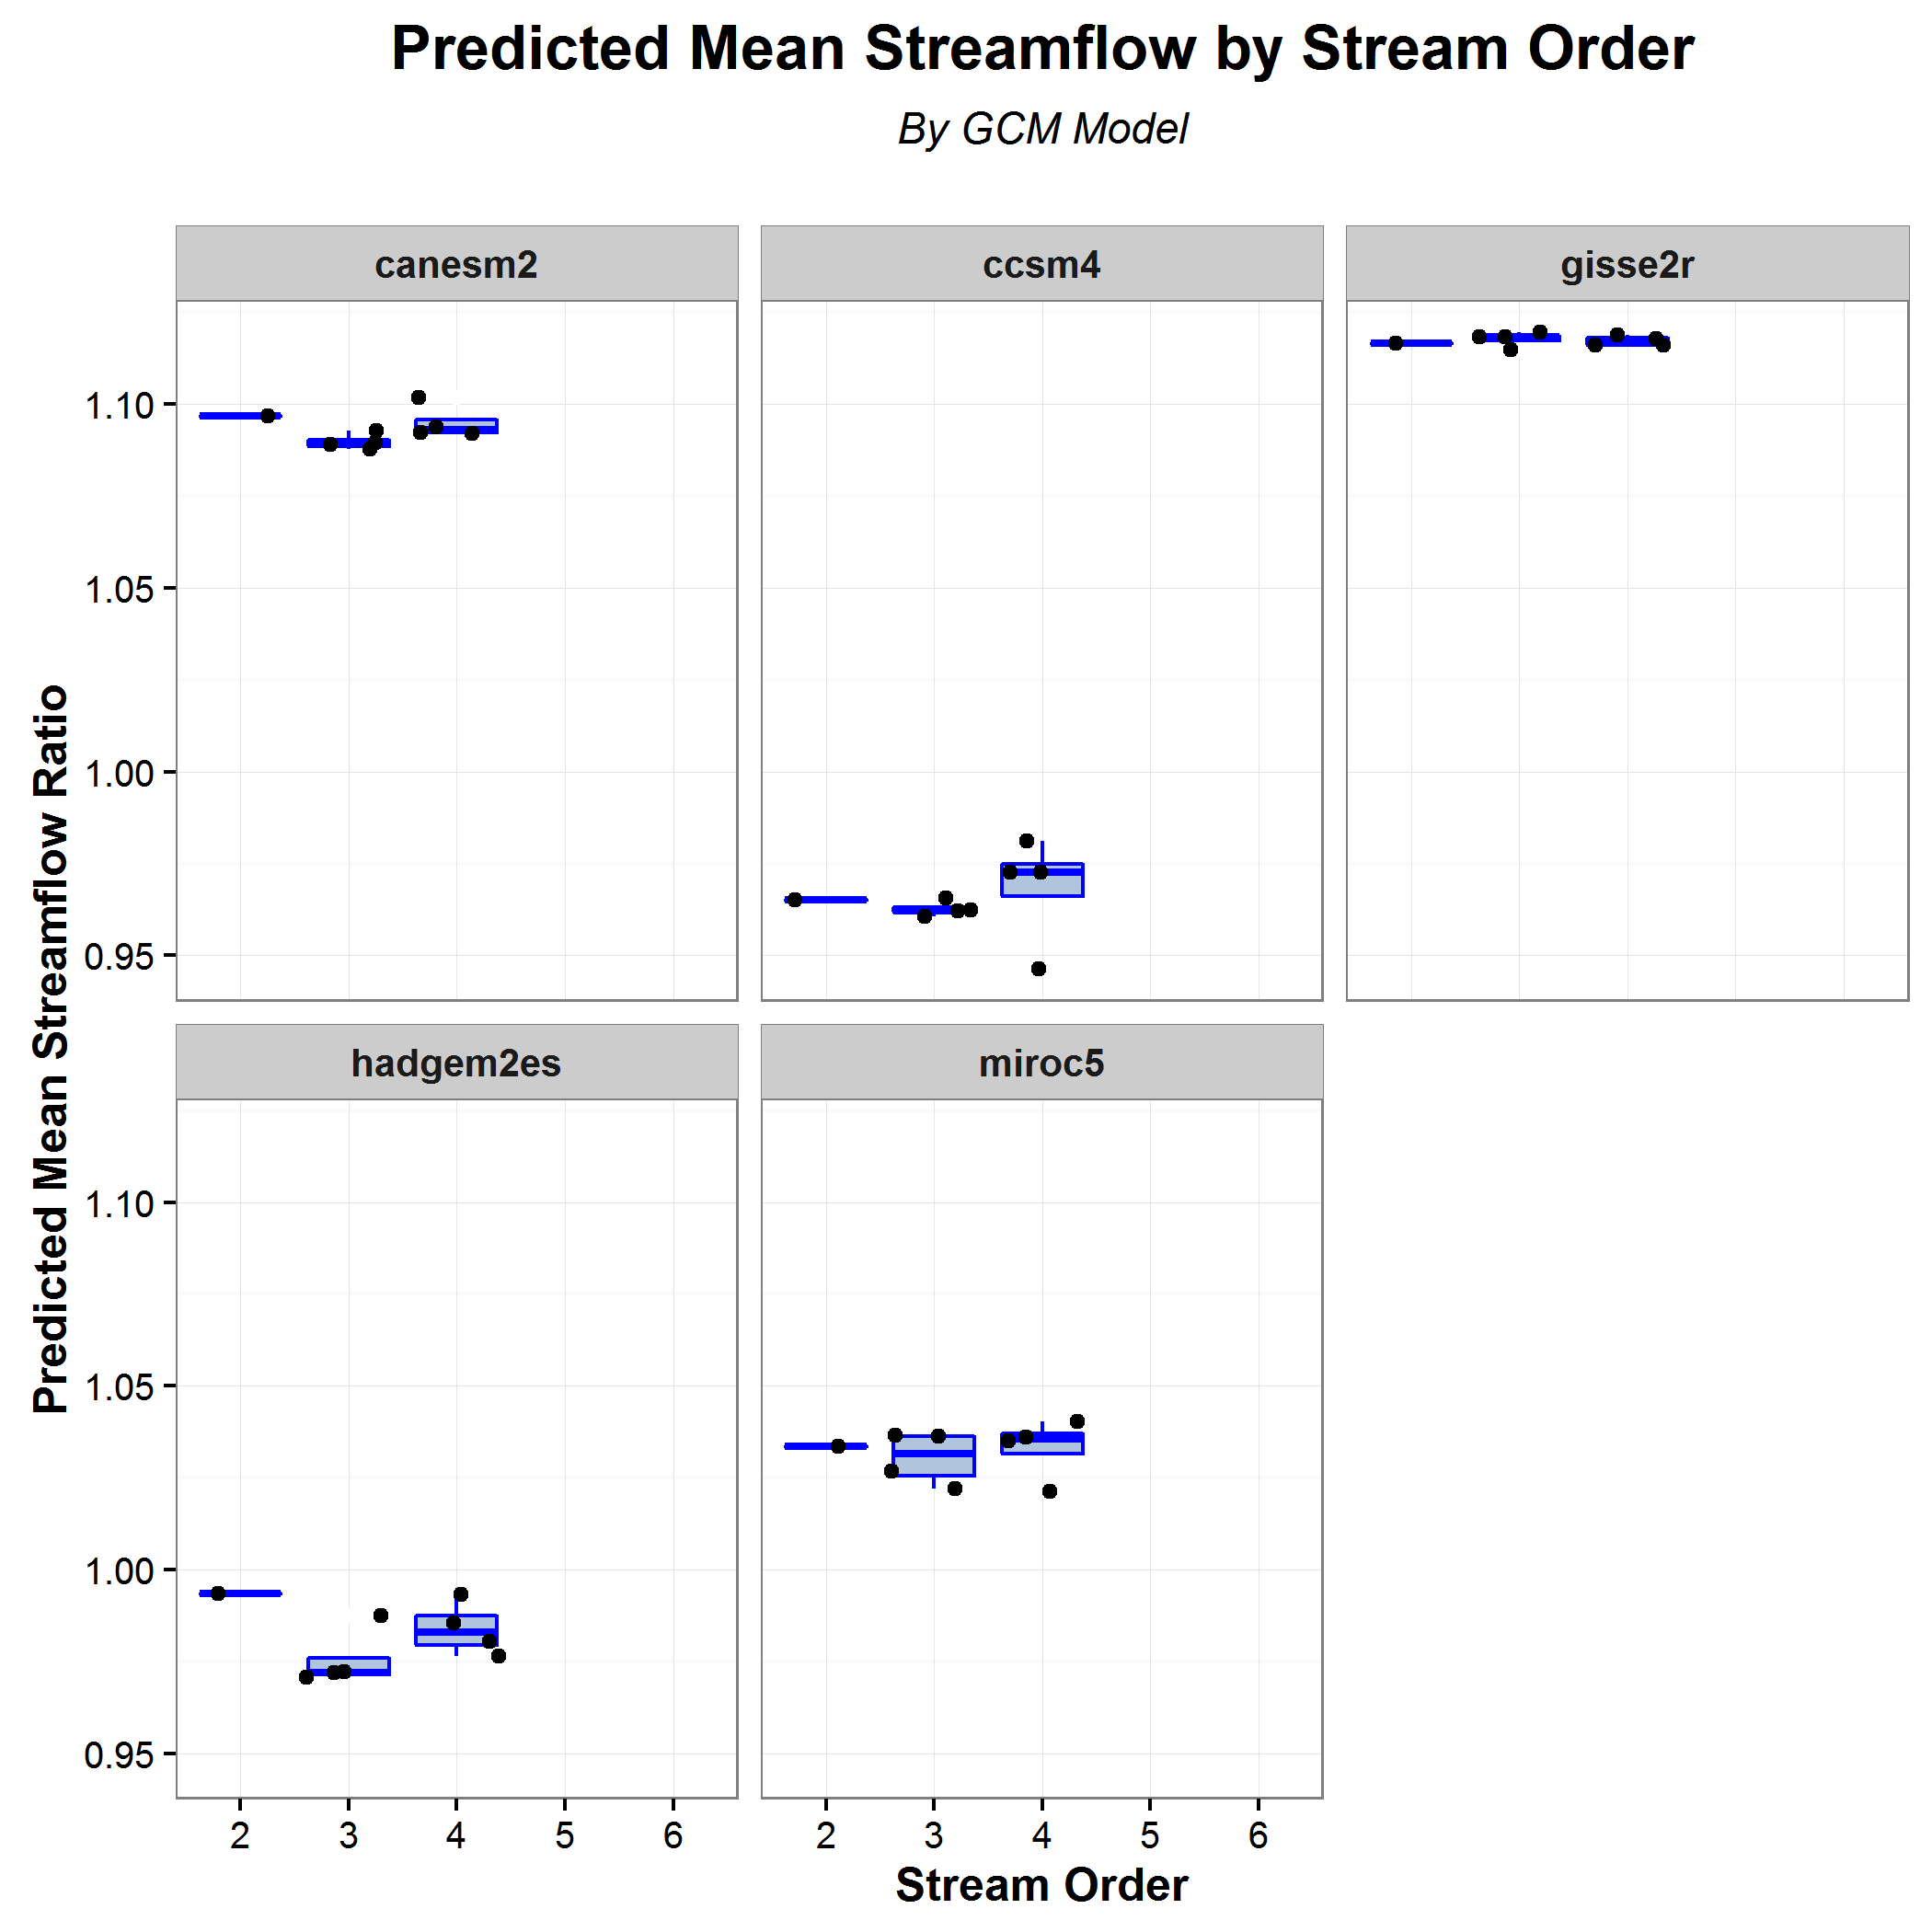 Predicted Mean Streamflow by Stream Order
By GCM Model
canesm2
ccsm4
gisse2r
1.10
1.05
1.00
0.95
Predicted Mean Streamflow Ratio
hadgem2es
miroc5
1.10
1.05
1.00
0.95
2 3 4 5 6
2 3 4 5 6
Stream Order